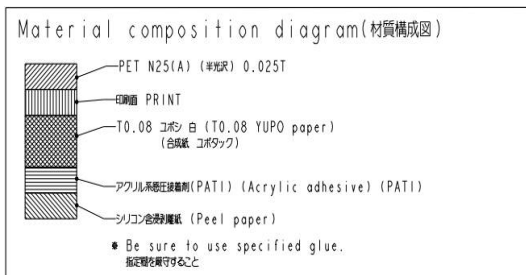 Material composition diagram(材質構成図)
PET N25(A) (半光沢) 0.025T
印刷面 PRINT
T0.08 ユポシ 白 (T0.08 YUPO paper)
(合成紙 ユポタック)
アクリル系感圧接着剤(PAT1) (Acrylic adhesive) (PAT1)
シリコン含浸剥離紙 (Peel paper)
* Be sure to use specified glue.
指定糊を厳守すること